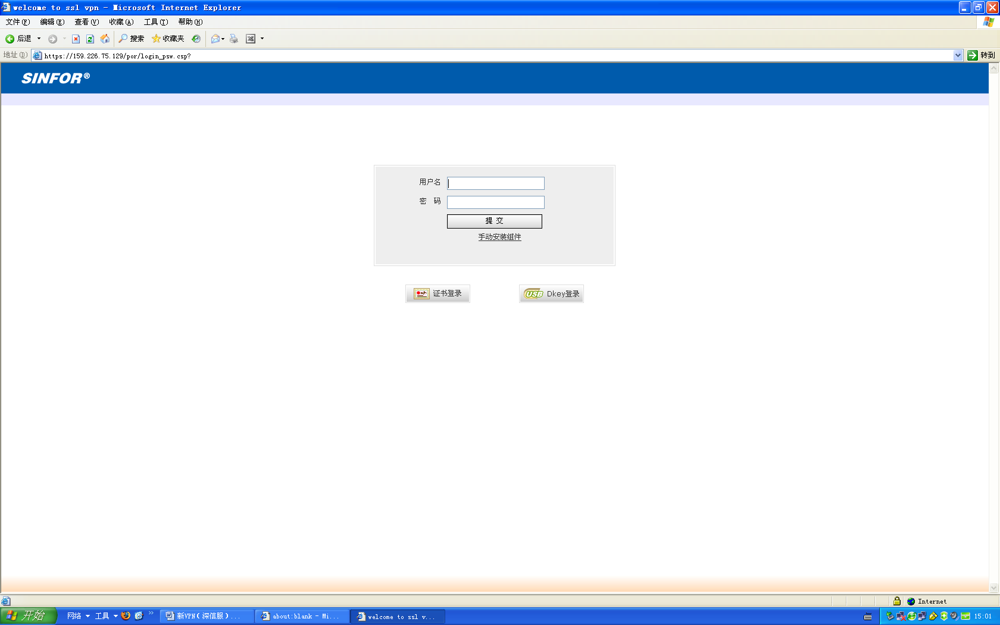 welcome to ssl vpn - Microsoft Internet Explorer
文件(F) 编辑(E) 查看(V) 收藏(A) 工具(T) 帮助(H)
后退 搜索 收藏夹
地址(D) https://159.226.75.129/por/login_psw.csp? 转到
SINFOR®
用户名
密 码
提 交
手动安装组件
证书登录 USB Dkey登录
Internet
开始 网络 工具 » 新VPN(深信服)... about:blank - Mi... welcome to ssl v... 15:01